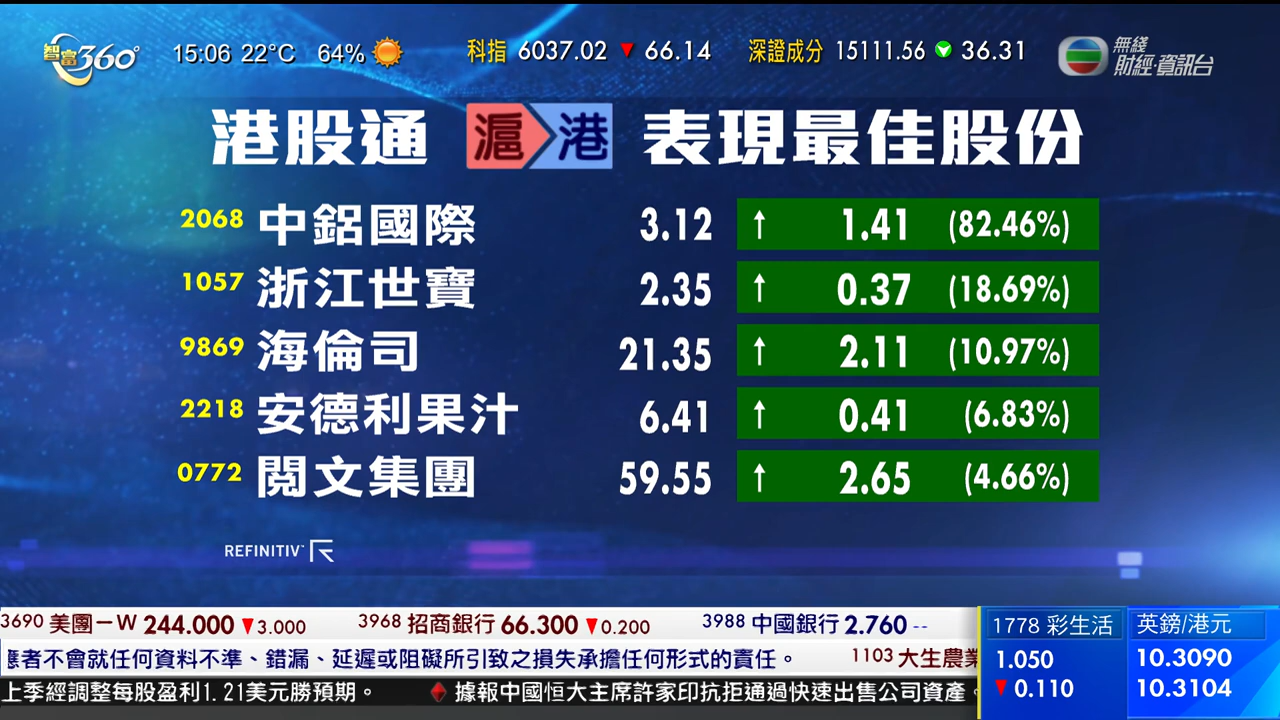 智富360° 15:06 22°C 64% 科指 6037.02 ▼ 66.14 深證成分 15111.56 36.31 無綫財經·資訊台
港股通 滬 港 表現最佳股份
2068 中鋁國際 3.12 ↑ 1.41 (82.46%)
1057 浙江世寶 2.35 ↑ 0.37 (18.69%)
9869 海倫司 21.35 ↑ 2.11 (10.97%)
2218 安德利果汁 6.41 ↑ 0.41 (6.83%)
0772 閱文集團 59.55 ↑ 2.65 (4.66%)
REFINITIV
3690 美團－W 244.000 ▼3.000 3968 招商銀行 66.300 ▼0.200 3988 中國銀行 2.760 --
應者不會就任何資料不準、錯漏、延遲或阻礙所引致之損失承擔任何形式的責任。 1103 大生農業
上季經調整每股盈利1.21美元勝預期。 ♦ 據報中國恒大主席許家印抗拒通過快速出售公司資產。
1778 彩生活
1.050
▼ 0.110
英鎊/港元
10.3090
10.3104